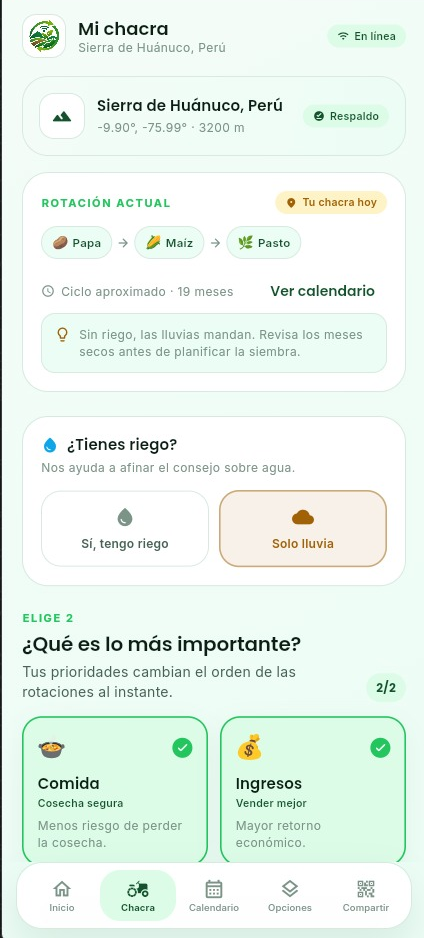 Mi chacra
Sierra de Huánuco, Perú
En línea
Sierra de Huánuco, Perú
-9.90°, -75.99° · 3200 m
Respaldo
ROTACIÓN ACTUAL
Tu chacra hoy
Papa → Maíz → Pasto
Ciclo aproximado · 19 meses
Ver calendario
Sin riego, las lluvias mandan. Revisa los meses
secos antes de planificar la siembra.
¿Tienes riego?
Nos ayuda a afinar el consejo sobre agua.
Sí, tengo riego
Solo lluvia
ELIGE 2
¿Qué es lo más importante?
Tus prioridades cambian el orden de las
rotaciones al instante.
2/2
Comida
Cosecha segura
Menos riesgo de perder
la cosecha.
Ingresos
Vender mejor
Mayor retorno
económico.
Inicio
Chacra
Calendario
Opciones
Compartir